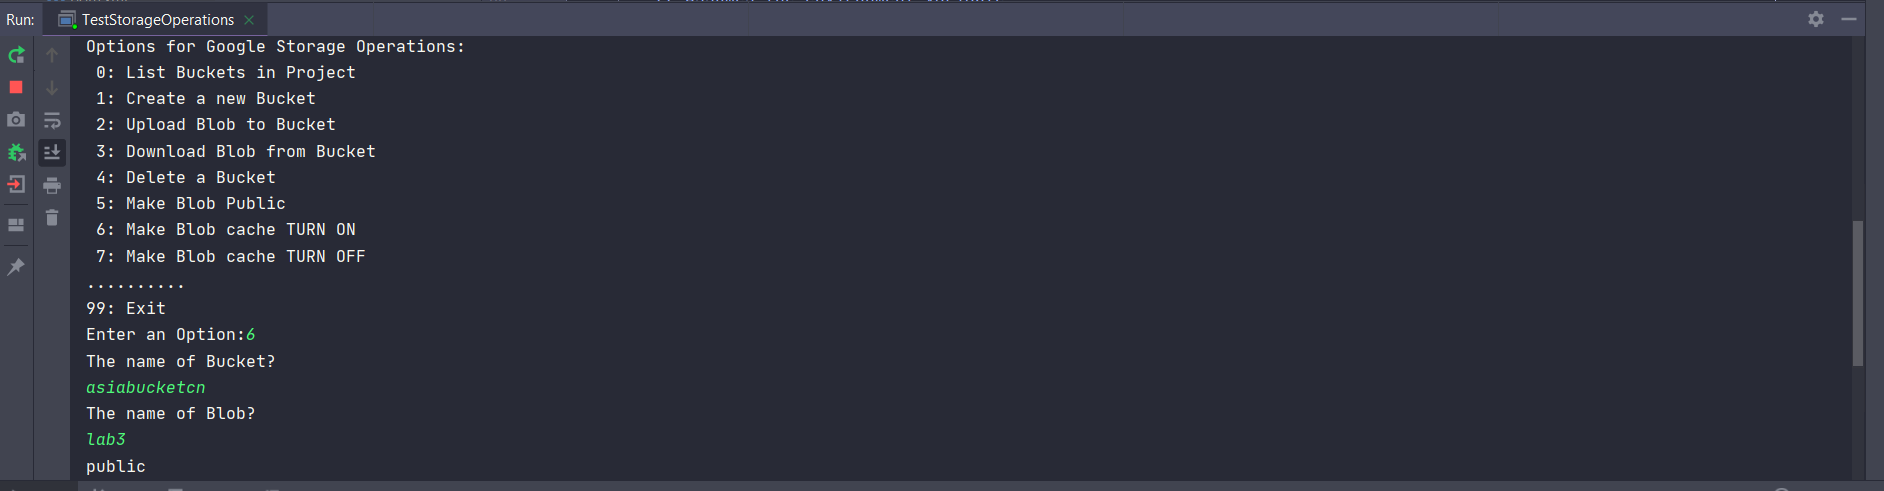 Run: TestStorageOperations
Options for Google Storage Operations:
0: List Buckets in Project
1: Create a new Bucket
2: Upload Blob to Bucket
3: Download Blob from Bucket
4: Delete a Bucket
5: Make Blob Public
6: Make Blob cache TURN ON
7: Make Blob cache TURN OFF
..........
99: Exit
Enter an Option:6
The name of Bucket?
asiabucketcn
The name of Blob?
lab3
public